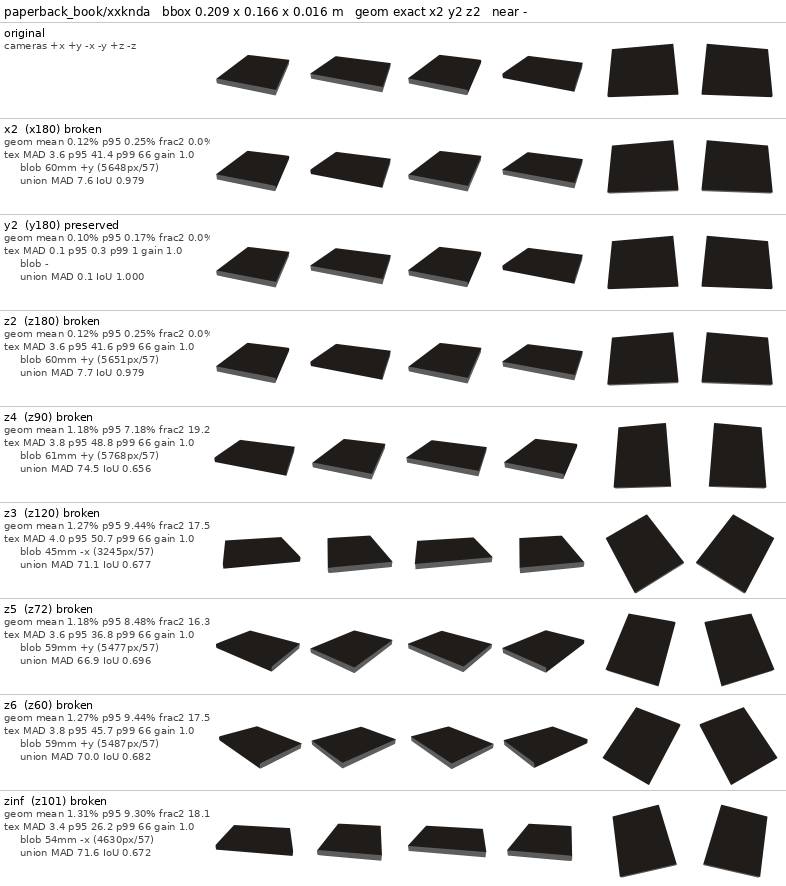 paperback_book/xxknda   bbox 0.209 x 0.166 x 0.016 m   geom exact x2 y2 z2   near -
original
cameras +x +y -x -y +z -z
x2  (x180) broken
geom mean 0.12% p95 0.25% frac2 0.0%
tex MAD 3.6 p95 41.4 p99 66 gain 1.0
blob 60mm +y (5648px/57)
union MAD 7.6 IoU 0.979
y2  (y180) preserved
geom mean 0.10% p95 0.17% frac2 0.0%
tex MAD 0.1 p95 0.3 p99 1 gain 1.0
blob -
union MAD 0.1 IoU 1.000
z2  (z180) broken
geom mean 0.12% p95 0.25% frac2 0.0%
tex MAD 3.6 p95 41.6 p99 66 gain 1.0
blob 60mm +y (5651px/57)
union MAD 7.7 IoU 0.979
z4  (z90) broken
geom mean 1.18% p95 7.18% frac2 19.2
tex MAD 3.8 p95 48.8 p99 66 gain 1.0
blob 61mm +y (5768px/57)
union MAD 74.5 IoU 0.656
z3  (z120) broken
geom mean 1.27% p95 9.44% frac2 17.5
tex MAD 4.0 p95 50.7 p99 66 gain 1.0
blob 45mm -x (3245px/57)
union MAD 71.1 IoU 0.677
z5  (z72) broken
geom mean 1.18% p95 8.48% frac2 16.3
tex MAD 3.6 p95 36.8 p99 66 gain 1.0
blob 59mm +y (5477px/57)
union MAD 66.9 IoU 0.696
z6  (z60) broken
geom mean 1.27% p95 9.44% frac2 17.5
tex MAD 3.8 p95 45.7 p99 66 gain 1.0
blob 59mm +y (5487px/57)
union MAD 70.0 IoU 0.682
zinf  (z101) broken
geom mean 1.31% p95 9.30% frac2 18.1
tex MAD 3.4 p95 26.2 p99 66 gain 1.0
blob 54mm -x (4630px/57)
union MAD 71.6 IoU 0.672